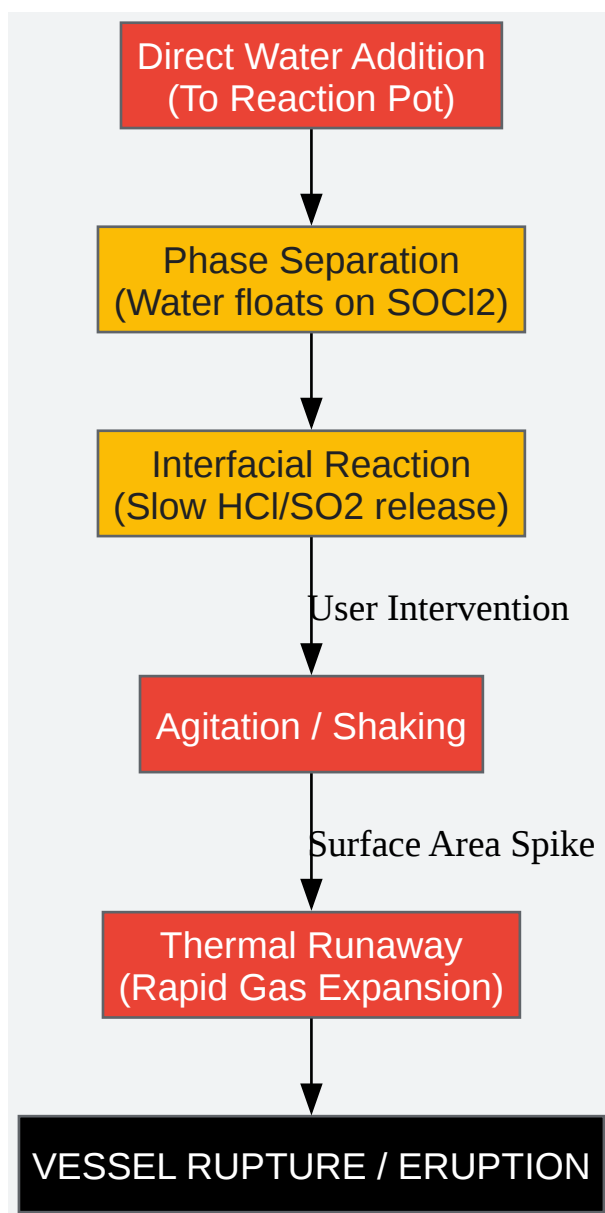 Direct Water Addition
(To Reaction Pot)
Phase Separation
(Water floats on SOCl2)
Interfacial Reaction
(Slow HCl/SO2 release)
User Intervention
Agitation / Shaking
Surface Area Spike
Thermal Runaway
(Rapid Gas Expansion)
VESSEL RUPTURE / ERUPTION